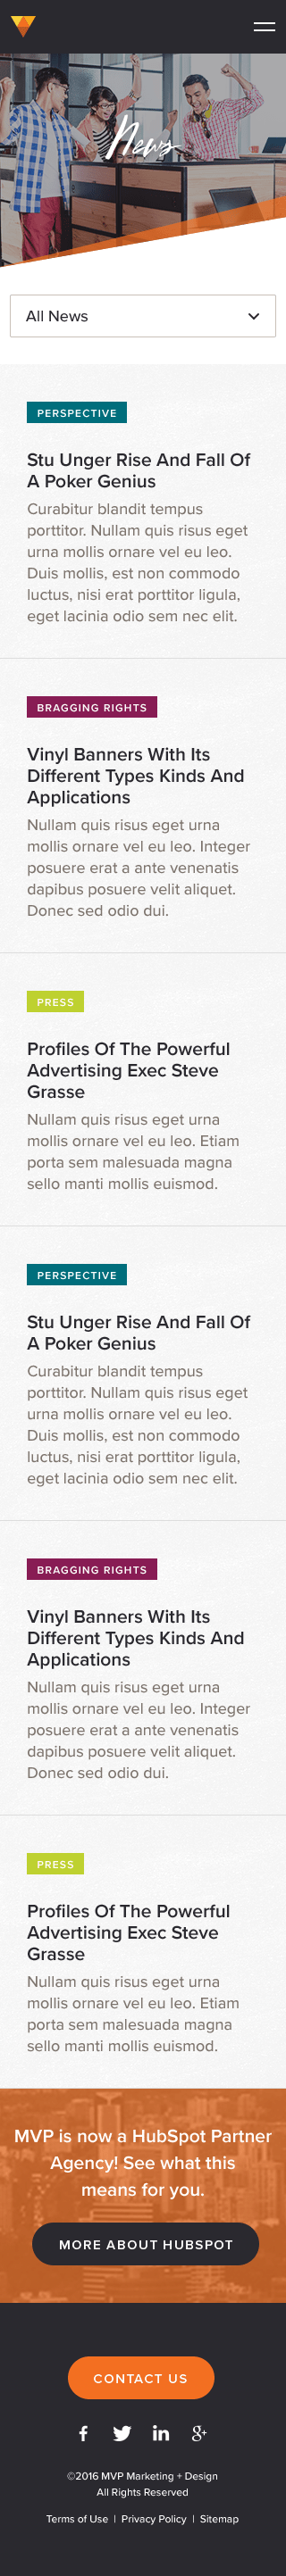 News
All News
PERSPECTIVE
Stu Unger Rise And Fall Of
A Poker Genius
Curabitur blandit tempus
porttitor. Nullam quis risus eget
urna mollis ornare vel eu leo.
Duis mollis, est non commodo
luctus, nisi erat porttitor ligula,
eget lacinia odio sem nec elit.
BRAGGING RIGHTS
Vinyl Banners With Its
Different Types Kinds And
Applications
Nullam quis risus eget urna
mollis ornare vel eu leo. Integer
posuere erat a ante venenatis
dapibus posuere velit aliquet.
Donec sed odio dui.
PRESS
Profiles Of The Powerful
Advertising Exec Steve
Grasse
Nullam quis risus eget urna
mollis ornare vel eu leo. Etiam
porta sem malesuada magna
sello manti mollis euismod.
PERSPECTIVE
Stu Unger Rise And Fall Of
A Poker Genius
Curabitur blandit tempus
porttitor. Nullam quis risus eget
urna mollis ornare vel eu leo.
Duis mollis, est non commodo
luctus, nisi erat porttitor ligula,
eget lacinia odio sem nec elit.
BRAGGING RIGHTS
Vinyl Banners With Its
Different Types Kinds And
Applications
Nullam quis risus eget urna
mollis ornare vel eu leo. Integer
posuere erat a ante venenatis
dapibus posuere velit aliquet.
Donec sed odio dui.
PRESS
Profiles Of The Powerful
Advertising Exec Steve
Grasse
Nullam quis risus eget urna
mollis ornare vel eu leo. Etiam
porta sem malesuada magna
sello manti mollis euismod.
MVP is now a HubSpot Partner
Agency! See what this
means for you.
MORE ABOUT HUBSPOT
CONTACT US
©2016 MVP Marketing + Design
All Rights Reserved
Terms of Use | Privacy Policy | Sitemap